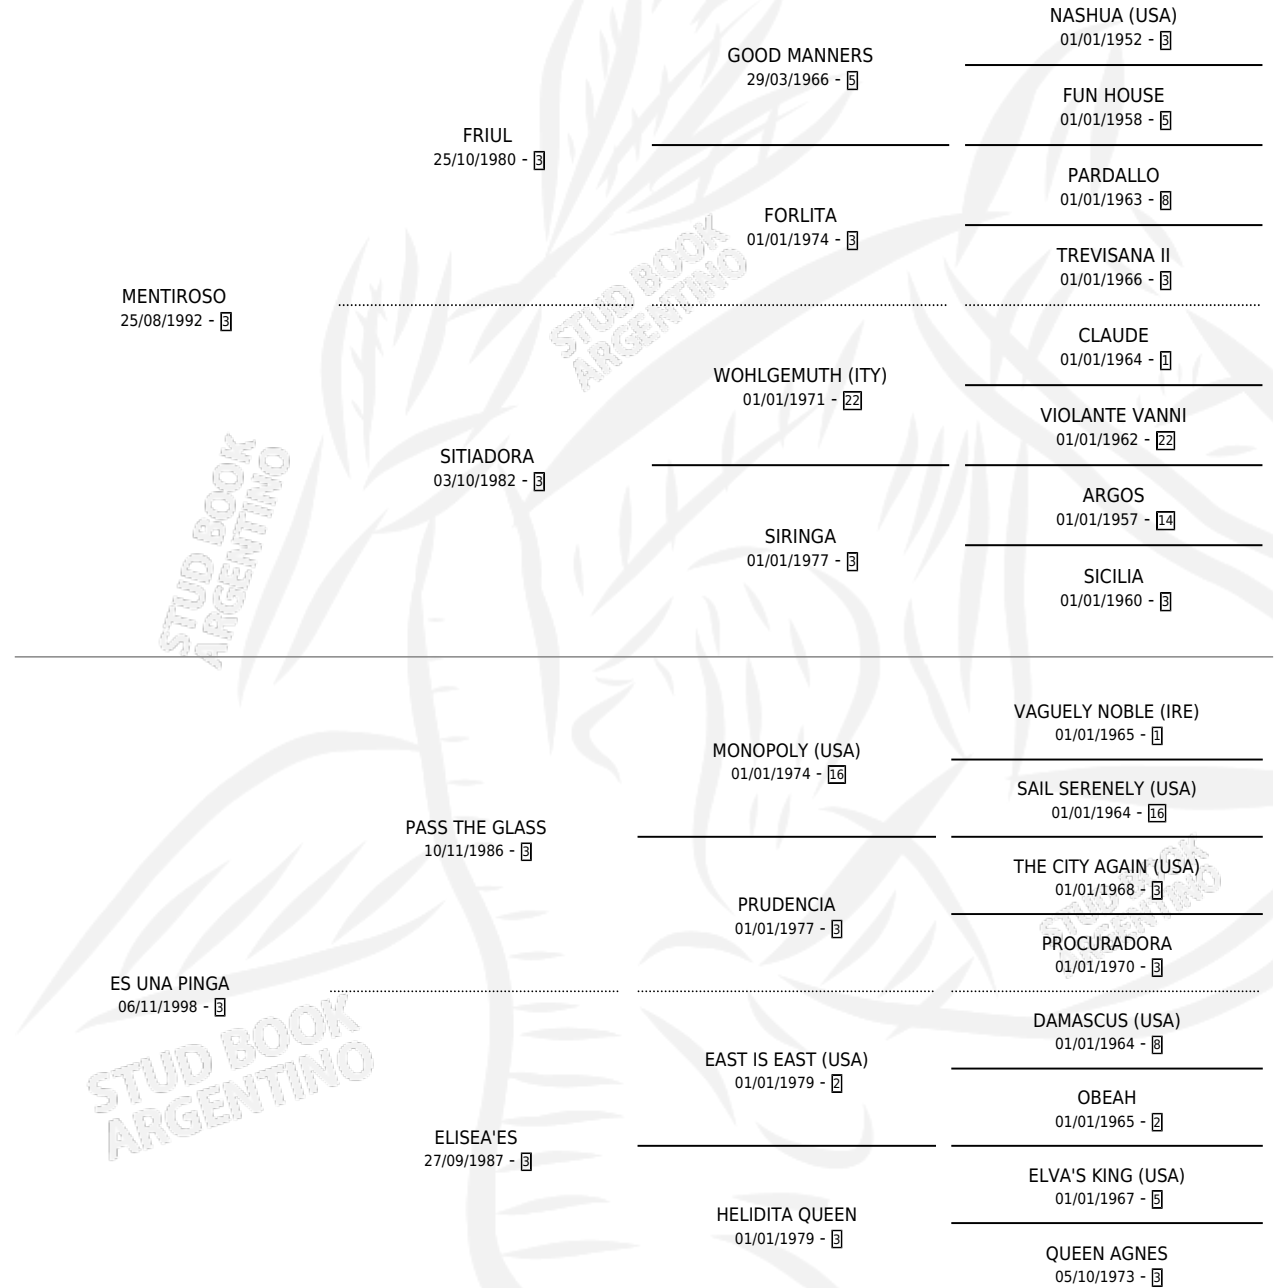 NASHUA (USA)
01/01/1952 - 3
GOOD MANNERS
29/03/1966 - 5
FUN HOUSE
01/01/1958 - 5
FRIUL
25/10/1980 - 3
PARDALLO
01/01/1963 - 8
FORLITA
01/01/1974 - 3
TREVISANA II
01/01/1966 - 3
MENTIROSO
25/08/1992 - 3
CLAUDE
01/01/1964 - 1
WOHLGEMUTH (ITY)
01/01/1971 - 22
VIOLANTE VANNI
01/01/1962 - 22
SITIADORA
03/10/1982 - 3
ARGOS
01/01/1957 - 14
SIRINGA
01/01/1977 - 3
SICILIA
01/01/1960 - 3
VAGUELY NOBLE (IRE)
01/01/1965 - 1
MONOPOLY (USA)
01/01/1974 - 16
SAIL SERENELY (USA)
01/01/1964 - 16
PASS THE GLASS
10/11/1986 - 3
THE CITY AGAIN (USA)
01/01/1968 - 3
PRUDENCIA
01/01/1977 - 3
PROCURADORA
01/01/1970 - 3
ES UNA PINGA
06/11/1998 - 3
DAMASCUS (USA)
01/01/1964 - 8
EAST IS EAST (USA)
01/01/1979 - 2
OBEAH
01/01/1965 - 2
ELISEA'ES
27/09/1987 - 3
ELVA'S KING (USA)
01/01/1967 - 5
HELIDITA QUEEN
01/01/1979 - 3
QUEEN AGNES
05/10/1973 - 3
STUD BOOK
ARGENTINO
STUD BOOK
ARGENTINO
STUD BOOK
ARGENTINO
STUD BOOK
ARGENTINO